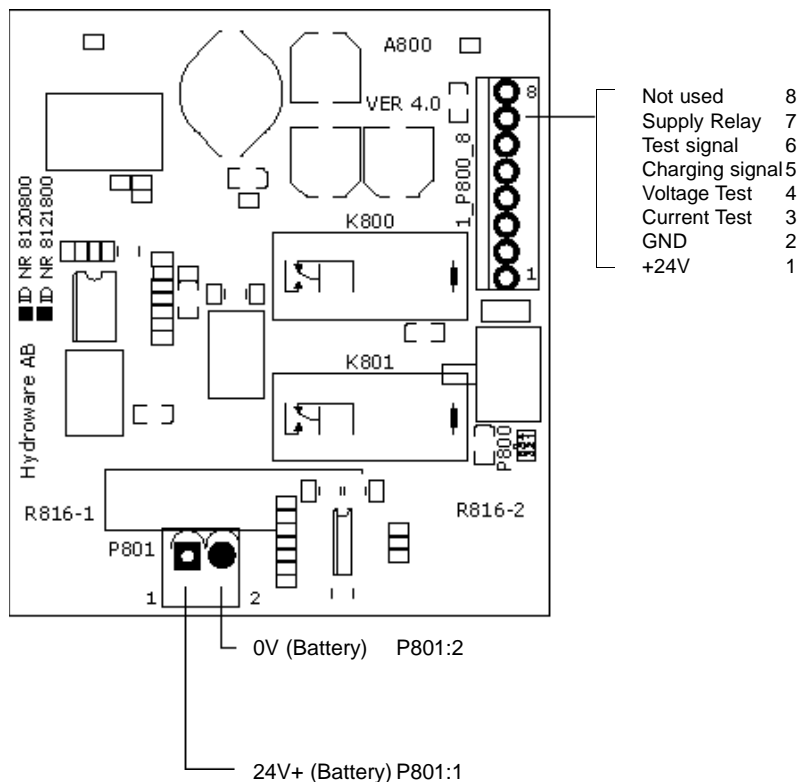 A800
VER 4.0
8
1_P800_8
1
Not used 8
Supply Relay 7
Test signal 6
Charging signal 5
Voltage Test 4
Current Test 3
GND 2
+24V 1
K800
ID NR 8120800
ID NR 8121800
Hydroware AB
K801
P800
R816-1
R816-2
P801
1
2
0V (Battery) P801:2
24V+ (Battery) P801:1